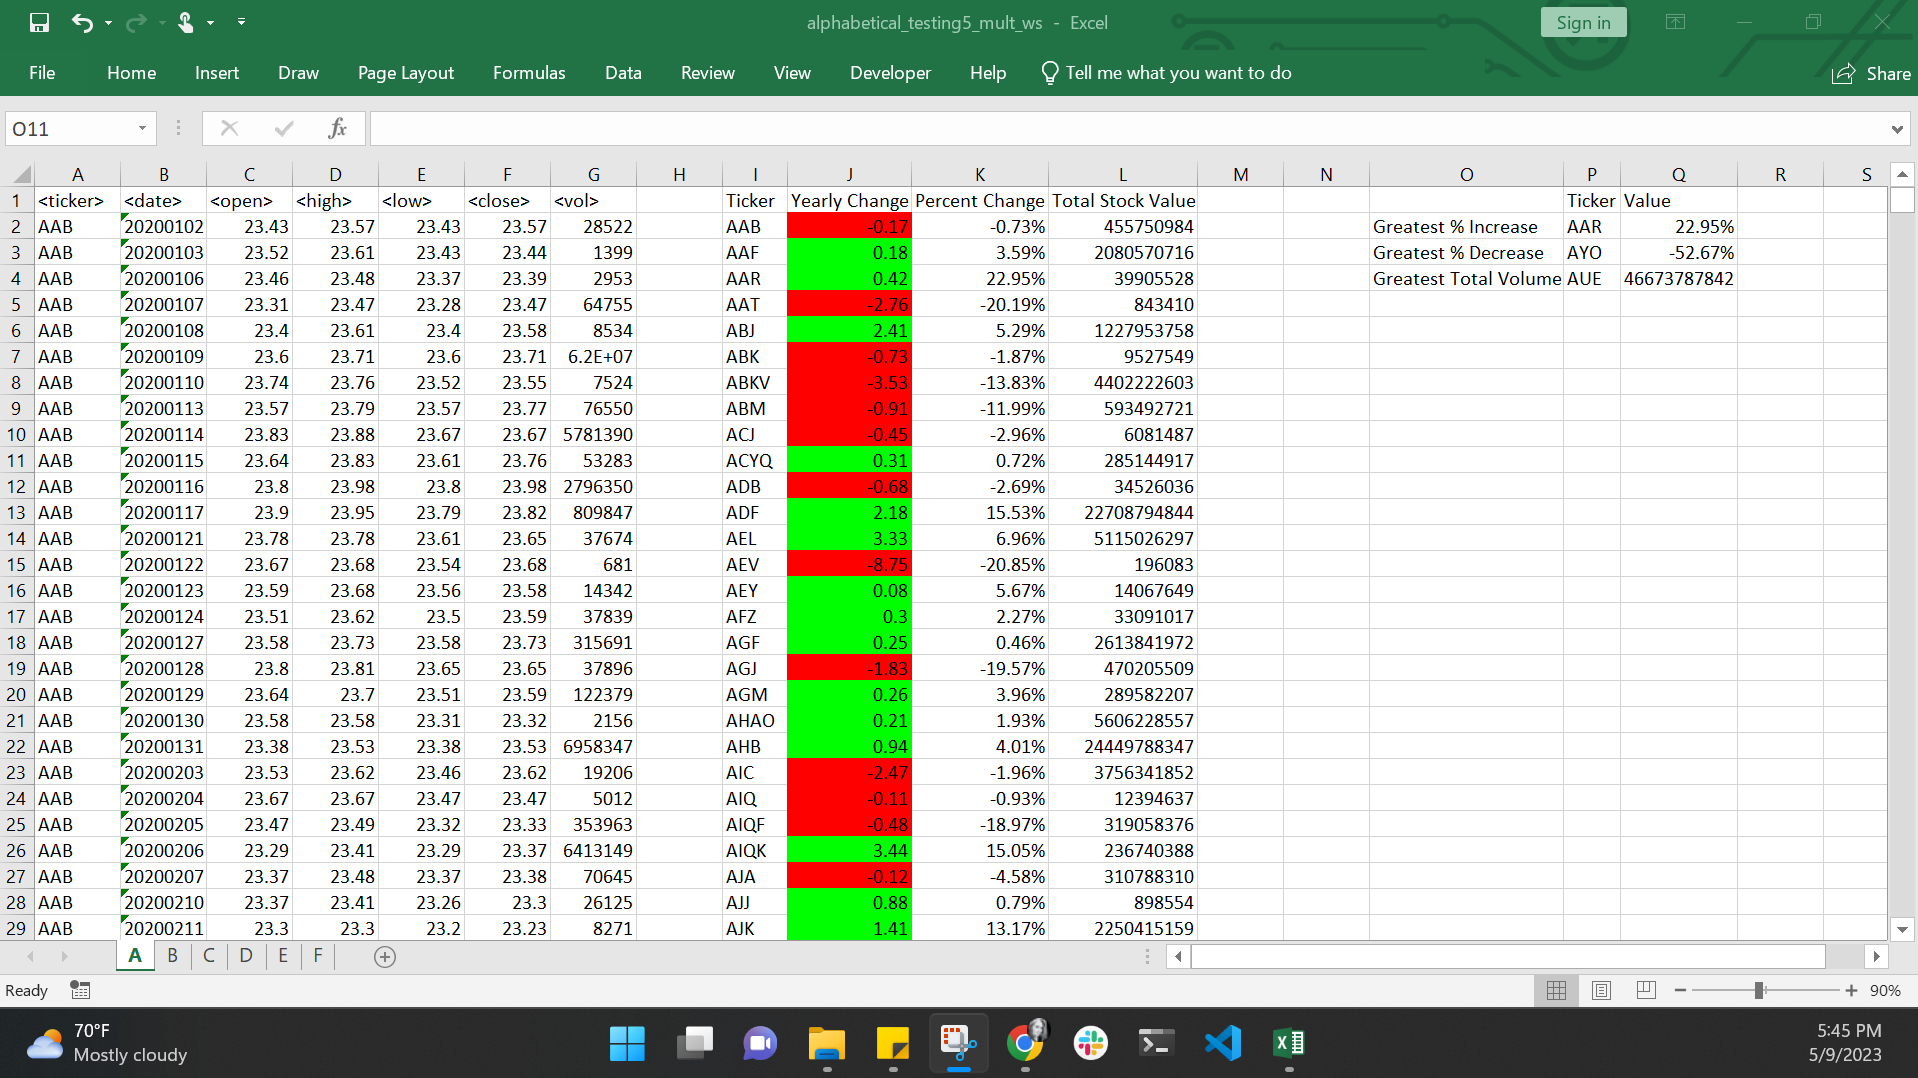 alphabetical_testing5_mult_ws - Excel
Sign in
File Home Insert Draw Page Layout Formulas Data Review View Developer Help Tell me what you want to do Share
O11 fx
A B C D E F G H I J K L M N O P Q R S
1 <ticker> <date> <open> <high> <low> <close> <vol> Ticker Yearly Change Percent Change Total Stock Value Ticker Value
2 AAB 20200102 23.43 23.57 23.43 23.57 28522 AAB -0.17 -0.73% 455750984 Greatest % Increase AAR 22.95%
3 AAB 20200103 23.52 23.61 23.43 23.44 1399 AAF 0.18 3.59% 2080570716 Greatest % Decrease AYO -52.67%
4 AAB 20200106 23.46 23.48 23.37 23.39 2953 AAR 0.42 22.95% 39905528 Greatest Total Volume AUE 46673787842
5 AAB 20200107 23.31 23.47 23.28 23.47 64755 AAT -2.76 -20.19% 843410
6 AAB 20200108 23.4 23.61 23.4 23.58 8534 ABJ 2.41 5.29% 1227953758
7 AAB 20200109 23.6 23.71 23.6 23.71 6.2E+07 ABK -0.73 -1.87% 9527549
8 AAB 20200110 23.74 23.76 23.52 23.55 7524 ABKV -3.53 -13.83% 4402222603
9 AAB 20200113 23.57 23.79 23.57 23.77 76550 ABM -0.91 -11.99% 593492721
10 AAB 20200114 23.83 23.88 23.67 23.67 5781390 ACJ -0.45 -2.96% 6081487
11 AAB 20200115 23.64 23.83 23.61 23.76 53283 ACYQ 0.31 0.72% 285144917
12 AAB 20200116 23.8 23.98 23.8 23.98 2796350 ADB -0.68 -2.69% 34526036
13 AAB 20200117 23.9 23.95 23.79 23.82 809847 ADF 2.18 15.53% 22708794844
14 AAB 20200121 23.78 23.78 23.61 23.65 37674 AEL 3.33 6.96% 5115026297
15 AAB 20200122 23.67 23.68 23.54 23.68 681 AEV -8.75 -20.85% 196083
16 AAB 20200123 23.59 23.68 23.56 23.58 14342 AEY 0.08 5.67% 14067649
17 AAB 20200124 23.51 23.62 23.5 23.59 37839 AFZ 0.3 2.27% 33091017
18 AAB 20200127 23.58 23.73 23.58 23.73 315691 AGF 0.25 0.46% 2613841972
19 AAB 20200128 23.8 23.81 23.65 23.65 37896 AGJ -1.83 -19.57% 470205509
20 AAB 20200129 23.64 23.7 23.51 23.59 122379 AGM 0.26 3.96% 289582207
21 AAB 20200130 23.58 23.58 23.31 23.32 2156 AHAO 0.21 1.93% 5606228557
22 AAB 20200131 23.38 23.53 23.38 23.53 6958347 AHB 0.94 4.01% 24449788347
23 AAB 20200203 23.53 23.62 23.46 23.62 19206 AIC -2.47 -1.96% 3756341852
24 AAB 20200204 23.67 23.67 23.47 23.47 5012 AIQ -0.11 -0.93% 12394637
25 AAB 20200205 23.47 23.49 23.32 23.33 353963 AIQF -0.48 -18.97% 319058376
26 AAB 20200206 23.29 23.41 23.29 23.37 6413149 AIQK 3.44 15.05% 236740388
27 AAB 20200207 23.37 23.48 23.37 23.38 70645 AJA -0.12 -4.58% 310788310
28 AAB 20200210 23.37 23.41 23.26 23.3 26125 AJJ 0.88 0.79% 898554
29 AAB 20200211 23.3 23.3 23.2 23.23 8271 AJK 1.41 13.17% 2250415159
A B C D E F
Ready 90%
70°F
Mostly cloudy
5:45 PM
5/9/2023